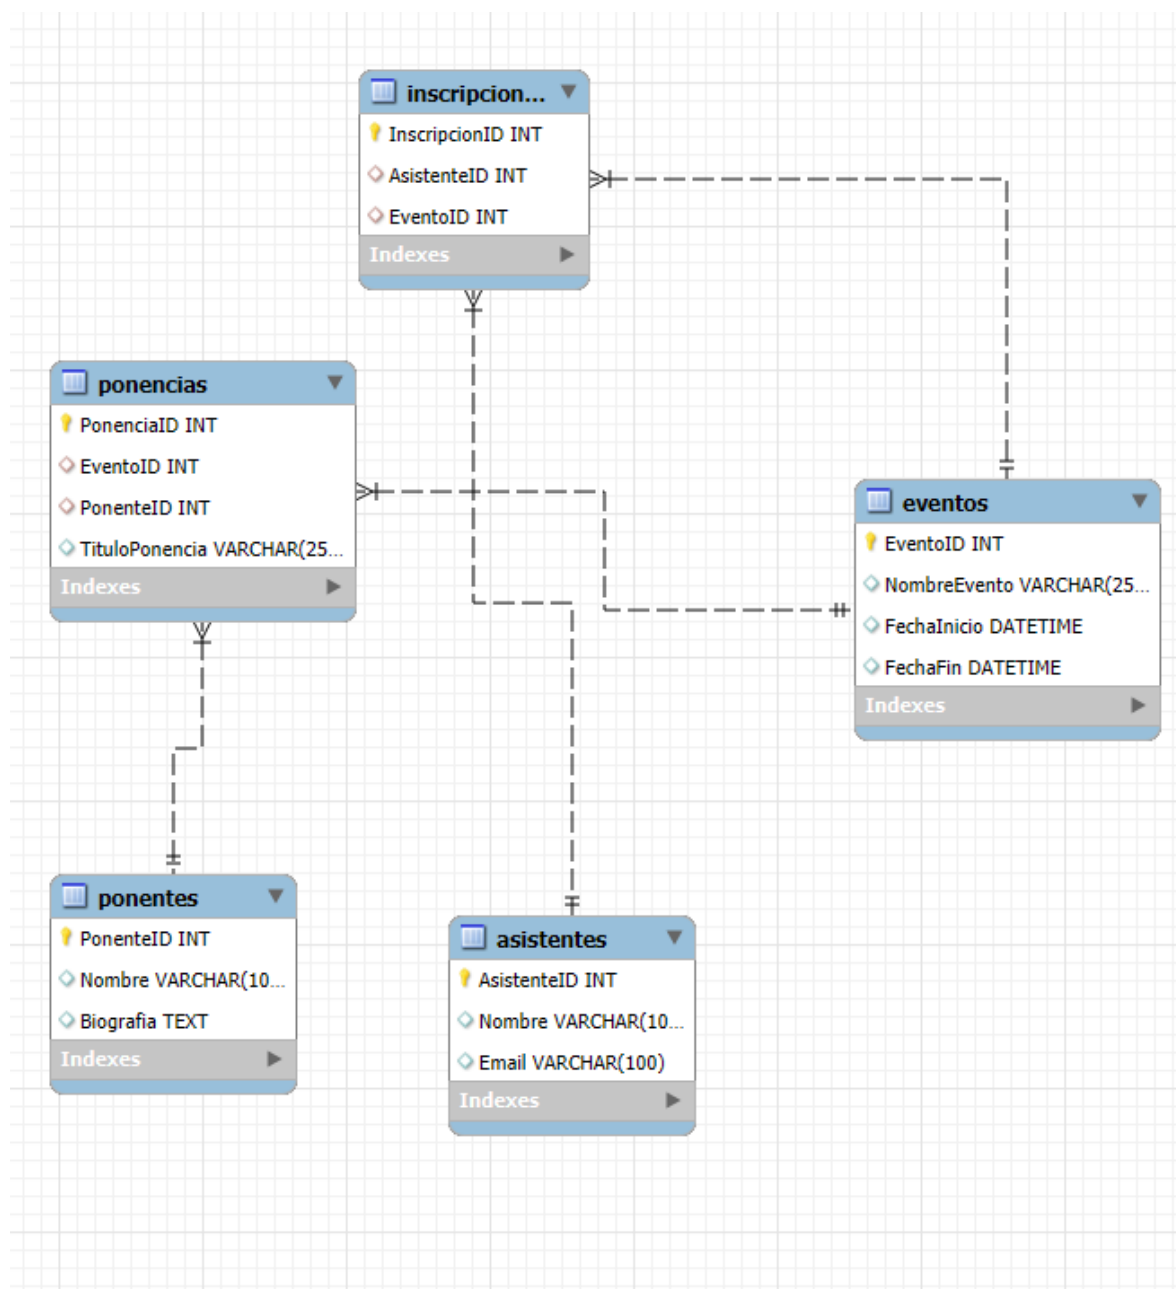 inscripcion...
InscripcionID INT
AsistenteID INT
EventoID INT
Indexes
ponencias
PonenciaID INT
EventoID INT
PonenteID INT
TituloPonencia VARCHAR(25...
Indexes
eventos
EventoID INT
NombreEvento VARCHAR(25...
FechaInicio DATETIME
FechaFin DATETIME
Indexes
ponentes
PonenteID INT
Nombre VARCHAR(10...
Biografia TEXT
Indexes
asistentes
AsistenteID INT
Nombre VARCHAR(10...
Email VARCHAR(100)
Indexes